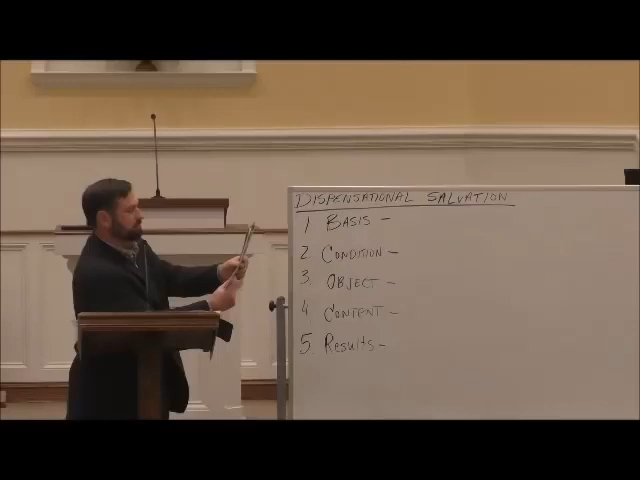 DISPENSATIONAL SALVATION
1 BASIS -
2. CONDITION -
3. OBJECT -
4 CONTENT -
5. Results -